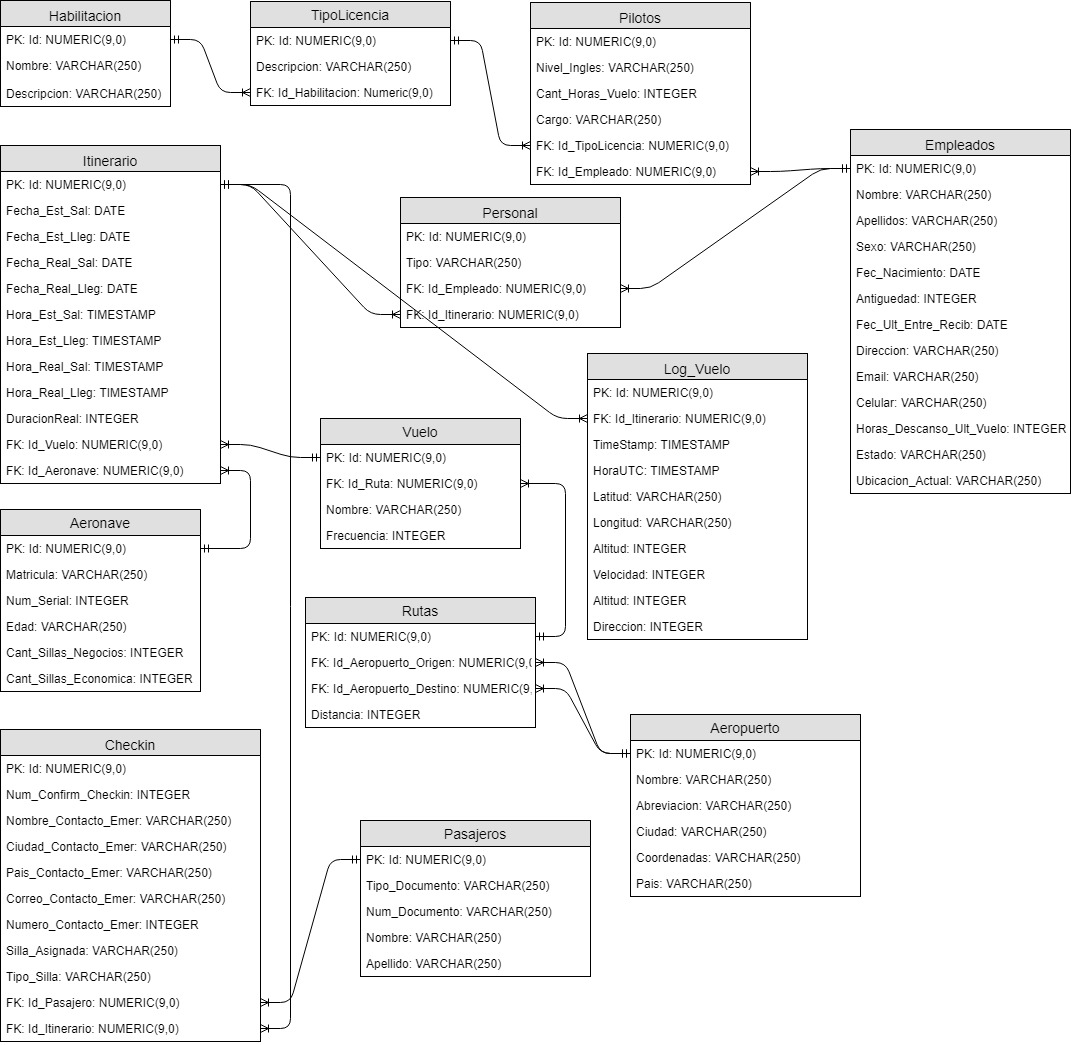 Habilitacion
PK: Id: NUMERIC(9,0)
Nombre: VARCHAR(250)
Descripcion: VARCHAR(250)
TipoLicencia
PK: Id: NUMERIC(9,0)
Descripcion: VARCHAR(250)
FK: Id_Habilitacion: Numeric(9,0)
Pilotos
PK: Id: NUMERIC(9,0)
Nivel_Ingles: VARCHAR(250)
Cant_Horas_Vuelo: INTEGER
Cargo: VARCHAR(250)
FK: Id_TipoLicencia: NUMERIC(9,0)
FK: Id_Empleado: NUMERIC(9,0)
Empleados
PK: Id: NUMERIC(9,0)
Nombre: VARCHAR(250)
Apellidos: VARCHAR(250)
Sexo: VARCHAR(250)
Fec_Nacimiento: DATE
Antiguedad: INTEGER
Fec_Ult_Entre_Recib: DATE
Direccion: VARCHAR(250)
Email: VARCHAR(250)
Celular: VARCHAR(250)
Horas_Descanso_Ult_Vuelo: INTEGER
Estado: VARCHAR(250)
Ubicacion_Actual: VARCHAR(250)
Itinerario
PK: Id: NUMERIC(9,0)
Fecha_Est_Sal: DATE
Fecha_Est_Lleg: DATE
Fecha_Real_Sal: DATE
Fecha_Real_Lleg: DATE
Hora_Est_Sal: TIMESTAMP
Hora_Est_Lleg: TIMESTAMP
Hora_Real_Sal: TIMESTAMP
Hora_Real_Lleg: TIMESTAMP
DuracionReal: INTEGER
FK: Id_Vuelo: NUMERIC(9,0)
FK: Id_Aeronave: NUMERIC(9,0)
Personal
PK: Id: NUMERIC(9,0)
Tipo: VARCHAR(250)
FK: Id_Empleado: NUMERIC(9,0)
FK: Id_Itinerario: NUMERIC(9,0)
Log_Vuelo
PK: Id: NUMERIC(9,0)
FK: Id_Itinerario: NUMERIC(9,0)
TimeStamp: TIMESTAMP
HoraUTC: TIMESTAMP
Latitud: VARCHAR(250)
Longitud: VARCHAR(250)
Altitud: INTEGER
Velocidad: INTEGER
Altitud: INTEGER
Direccion: INTEGER
Vuelo
PK: Id: NUMERIC(9,0)
FK: Id_Ruta: NUMERIC(9,0)
Nombre: VARCHAR(250)
Frecuencia: INTEGER
Aeronave
PK: Id: NUMERIC(9,0)
Matricula: VARCHAR(250)
Num_Serial: INTEGER
Edad: VARCHAR(250)
Cant_Sillas_Negocios: INTEGER
Cant_Sillas_Economica: INTEGER
Rutas
PK: Id: NUMERIC(9,0)
FK: Id_Aeropuerto_Origen: NUMERIC(9,0
FK: Id_Aeropuerto_Destino: NUMERIC(9,
Distancia: INTEGER
Aeropuerto
PK: Id: NUMERIC(9,0)
Nombre: VARCHAR(250)
Abreviacion: VARCHAR(250)
Ciudad: VARCHAR(250)
Coordenadas: VARCHAR(250)
Pais: VARCHAR(250)
Checkin
PK: Id: NUMERIC(9,0)
Num_Confirm_Checkin: INTEGER
Nombre_Contacto_Emer: VARCHAR(250)
Ciudad_Contacto_Emer: VARCHAR(250)
Pais_Contacto_Emer: VARCHAR(250)
Correo_Contacto_Emer: VARCHAR(250)
Numero_Contacto_Emer: INTEGER
Silla_Asignada: VARCHAR(250)
Tipo_Silla: VARCHAR(250)
FK: Id_Pasajero: NUMERIC(9,0)
FK: Id_Itinerario: NUMERIC(9,0)
Pasajeros
PK: Id: NUMERIC(9,0)
Tipo_Documento: VARCHAR(250)
Num_Documento: VARCHAR(250)
Nombre: VARCHAR(250)
Apellido: VARCHAR(250)